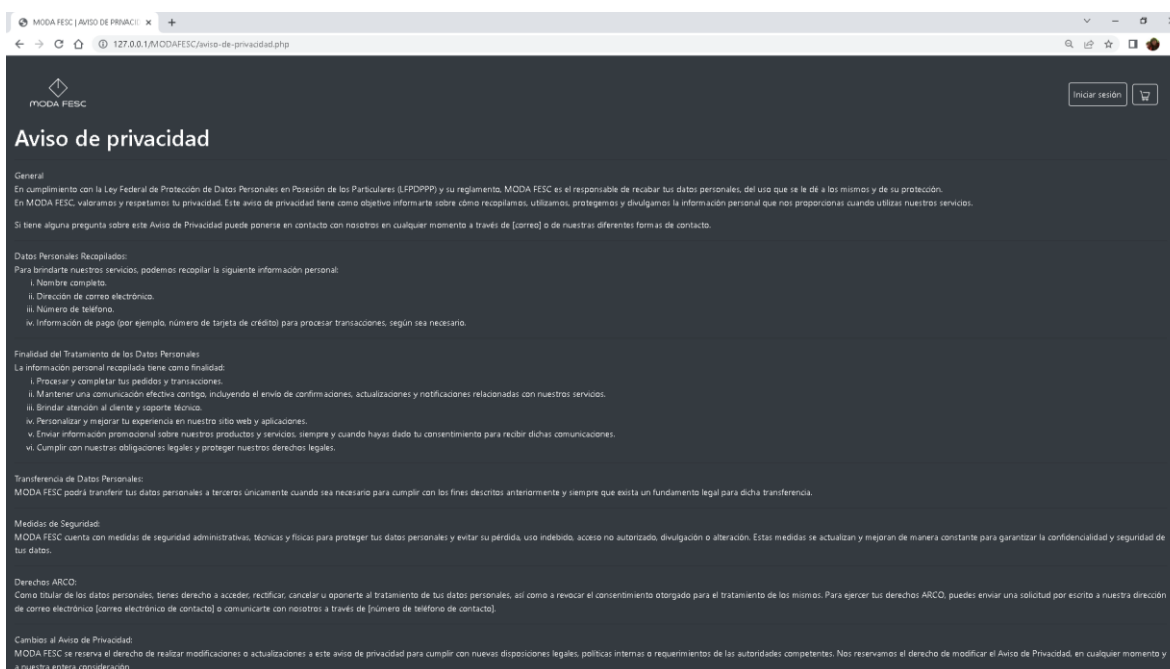 MODA FESC | AVISO DE PRIVACID
127.0.0.1/MODAFESC/aviso-de-privacidad.php
MODA FESC
Iniciar sesión
Aviso de privacidad
General
En cumplimiento con la Ley Federal de Protección de Datos Personales en Posesión de los Particulares (LFPDPPP) y su reglamento, MODA FESC es el responsable de recabar tus datos personales, del uso que se le dé a los mismos y de su protección.
En MODA FESC, valoramos y respetamos tu privacidad. Este aviso de privacidad tiene como objetivo informarte sobre cómo recopilamos, utilizamos, protegemos y divulgamos la información personal que nos proporcionas cuando utilizas nuestros servicios.
Si tiene alguna pregunta sobre este Aviso de Privacidad puede ponerse en contacto con nosotros en cualquier momento a través de [correo] o de nuestras diferentes formas de contacto.
Datos Personales Recopilados:
Para brindarte nuestros servicios, podemos recopilar la siguiente información personal:
i. Nombre completo.
ii. Dirección de correo electrónico.
iii. Número de teléfono.
iv. Información de pago (por ejemplo, número de tarjeta de crédito) para procesar transacciones, según sea necesario.
Finalidad del Tratamiento de los Datos Personales
La información personal recopilada tiene como finalidad:
i. Procesar y completar tus pedidos y transacciones.
ii. Mantener una comunicación efectiva contigo, incluyendo el envío de confirmaciones, actualizaciones y notificaciones relacionadas con nuestros servicios.
iii. Brindar atención al cliente y soporte técnico.
iv. Personalizar y mejorar tu experiencia en nuestro sitio web y aplicaciones.
v. Enviar información promocional sobre nuestros productos y servicios, siempre y cuando hayas dado tu consentimiento para recibir dichas comunicaciones.
vi. Cumplir con nuestras obligaciones legales y proteger nuestros derechos legales.
Transferencia de Datos Personales:
MODA FESC podrá transferir tus datos personales a terceros únicamente cuando sea necesario para cumplir con los fines descritos anteriormente y siempre que exista un fundamento legal para dicha transferencia.
Medidas de Seguridad:
MODA FESC cuenta con medidas de seguridad administrativas, técnicas y físicas para proteger tus datos personales y evitar su pérdida, uso indebido, acceso no autorizado, divulgación o alteración. Estas medidas se actualizan y mejoran de manera constante para garantizar la confidencialidad y seguridad de
tus datos.
Derechos ARCO:
Como titular de los datos personales, tienes derecho a acceder, rectificar, cancelar u oponerte al tratamiento de tus datos personales, así como a revocar el consentimiento otorgado para el tratamiento de los mismos. Para ejercer tus derechos ARCO, puedes enviar una solicitud por escrito a nuestra dirección
de correo electrónico [correo electrónico de contacto] o comunicarte con nosotros a través de [número de teléfono de contacto].
Cambios al Aviso de Privacidad:
MODA FESC se reserva el derecho de realizar modificaciones o actualizaciones a este aviso de privacidad para cumplir con nuevas disposiciones legales, políticas internas o requerimientos de las autoridades competentes. Nos reservamos el derecho de modificar el Aviso de Privacidad, en cualquier momento y
a nuestra entera consideración.